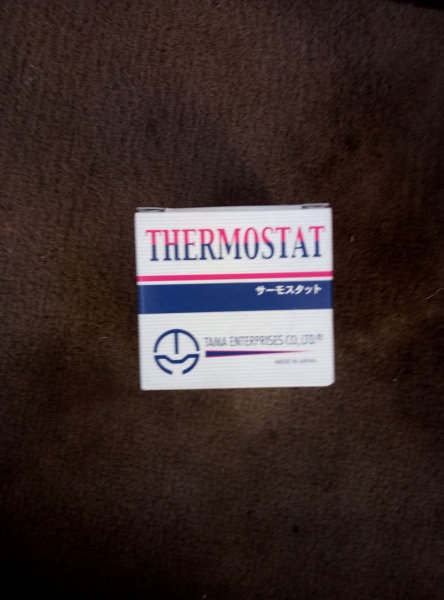 THERMOSTAT
サーモスタット
TAMA ENTERPRISES CO., LTD.®
MADE IN JAPAN